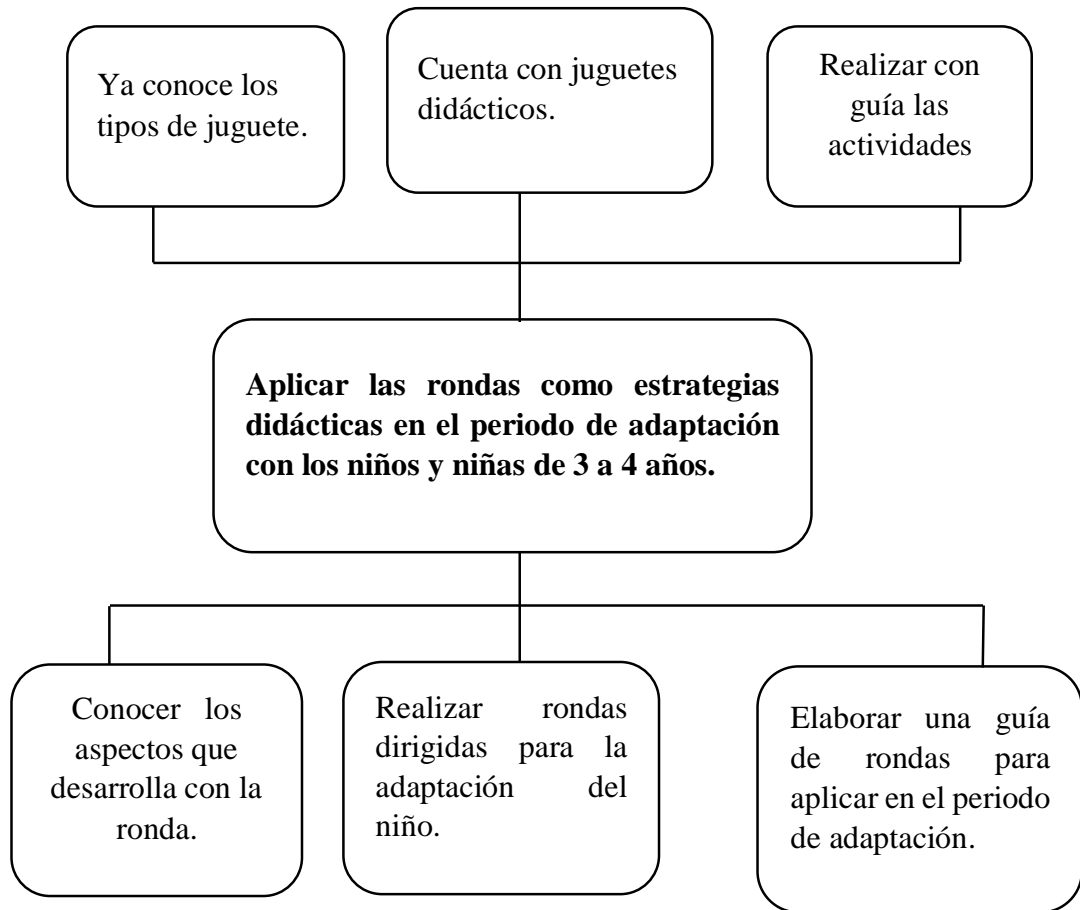 Ya conoce los
tipos de juguete.
Cuenta con juguetes
didácticos.
Realizar con
guía las
actividades
Aplicar las rondas como estrategias
didácticas en el periodo de adaptación
con los niños y niñas de 3 a 4 años.
Conocer los
aspectos que
desarrolla con la
ronda.
Realizar rondas
dirigidas para la
adaptación del
niño.
Elaborar una guía
de rondas para
aplicar en el periodo
de adaptación.